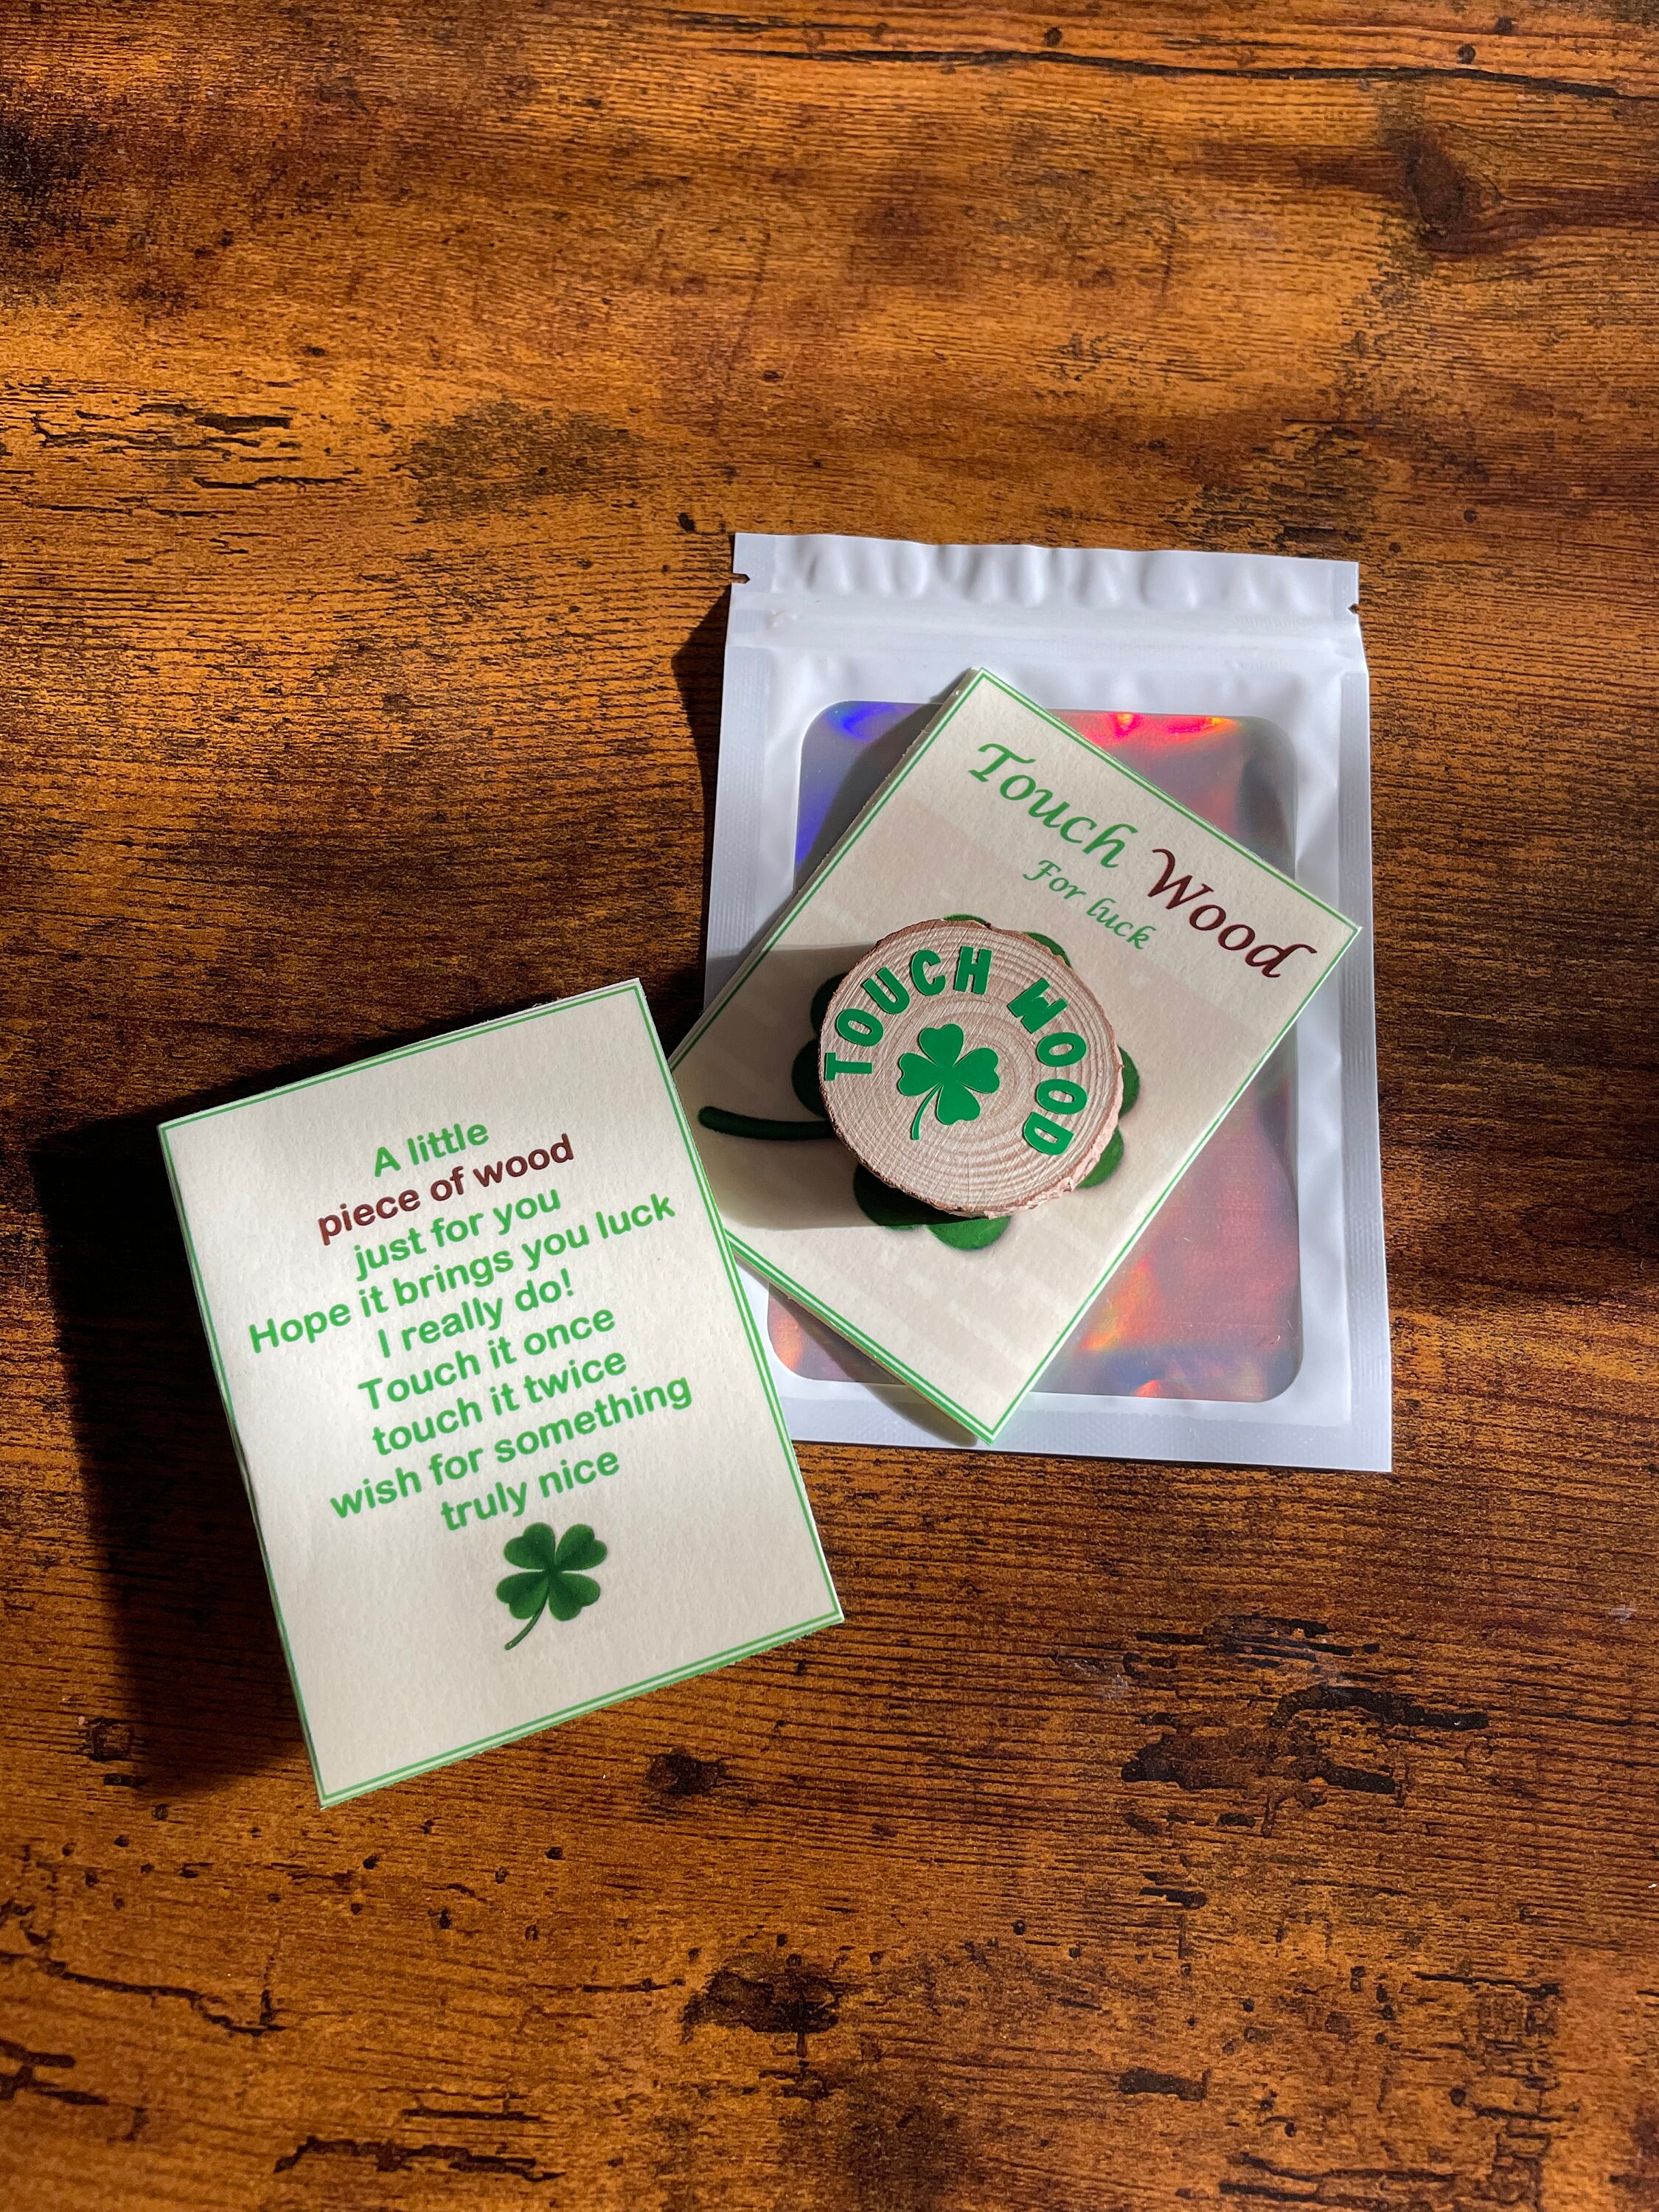 Touch Wood
For luck
TOUCH WOOD
A little
piece of wood
just for you
Hope it brings you luck
I really do!
Touch it once
touch it twice
wish for something
truly nice